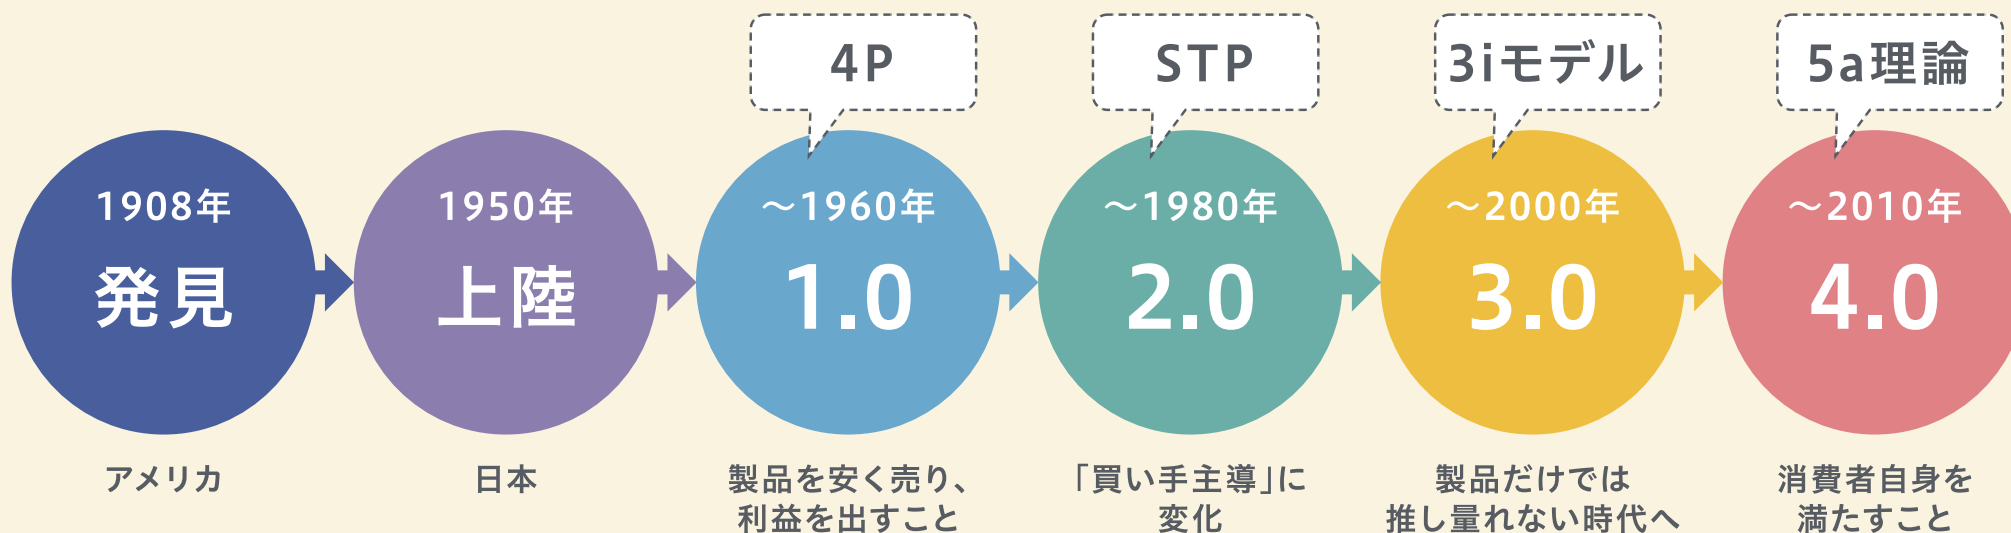 4P
STP
3iモデル
5a理論
1908年
発見
1950年
上陸
～1960年
1.0
～1980年
2.0
～2000年
3.0
～2010年
4.0
アメリカ
日本
製品を安く売り、
利益を出すこと
「買い手主導」に
変化
製品だけでは
推し量れない時代へ
消費者自身を
満たすこと